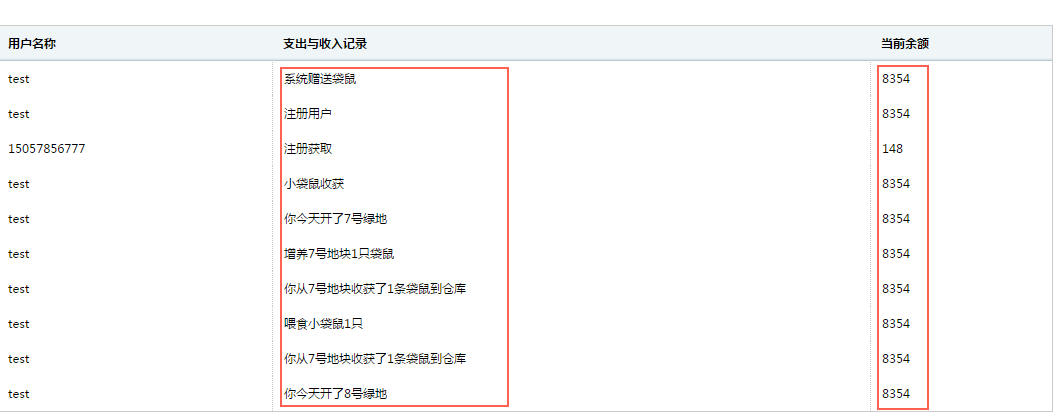 用户名称 支出与收入记录 当前余额
test 系统赠送袋鼠 8354
test 注册用户 8354
15057856777 注册获取 148
test 小袋鼠收获 8354
test 你今天开了7号绿地 8354
test 增养7号地块1只袋鼠 8354
test 你从7号地块收获了1条袋鼠到仓库 8354
test 喂食小袋鼠1只 8354
test 你从7号地块收获了1条袋鼠到仓库 8354
test 你今天开了8号绿地 8354